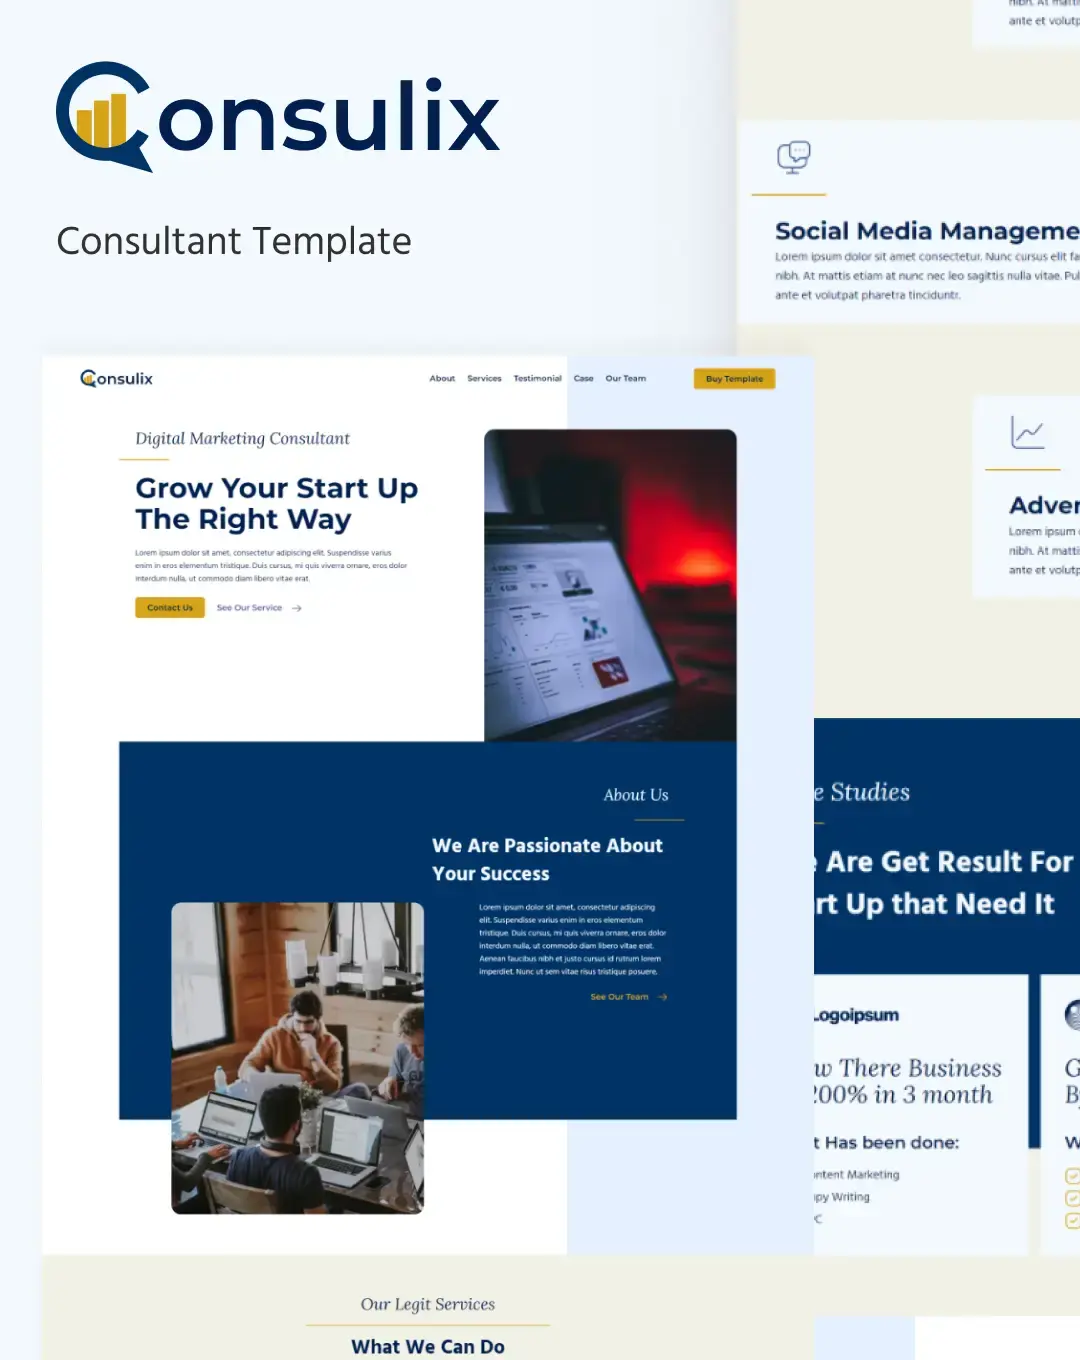 Consulix
Consultant Template
nibh. At mattis
ante et volutp
Social Media Manageme
Lorem ipsum dolor sit amet consectetur. Nunc cursus elit fa
nibh. At mattis etiam at nunc nec leo sagittis nulla vitae. Pul
ante et volutpat pharetra tinciduntr.
Adver
Lorem ipsum
nibh. At matti
ante et volutp
Consulix
About Services Testimonial Case Our Team Buy Template
Digital Marketing Consultant
Grow Your Start Up
The Right Way
Lorem ipsum dolor sit amet, consectetur adipiscing elit. Suspendisse varius
enim in eros elementum tristique. Duis cursus, mi quis viverra ornare, eros dolor
interdum nulla, ut commodo diam libero vitae erat.
Contact Us See Our Service →
About Us
We Are Passionate About
Your Success
Lorem ipsum dolor sit amet, consectetur adipiscing
elit. Suspendisse varius enim in eros elementum
tristique. Duis cursus, mi quis viverra ornare, eros dolor
interdum nulla, ut commodo diam libero vitae erat.
Aenean faucibus nibh et justo cursus id rutrum lorem
imperdiet. Nunc ut sem vitae risus tristique posuere.
See Our Team →
e Studies
e Are Get Result For
rt Up that Need It
Logoipsum
w There Business
200% in 3 month
t Has been done:
ntent Marketing
py Writing
C
G
B
W
Our Legit Services
What We Can Do